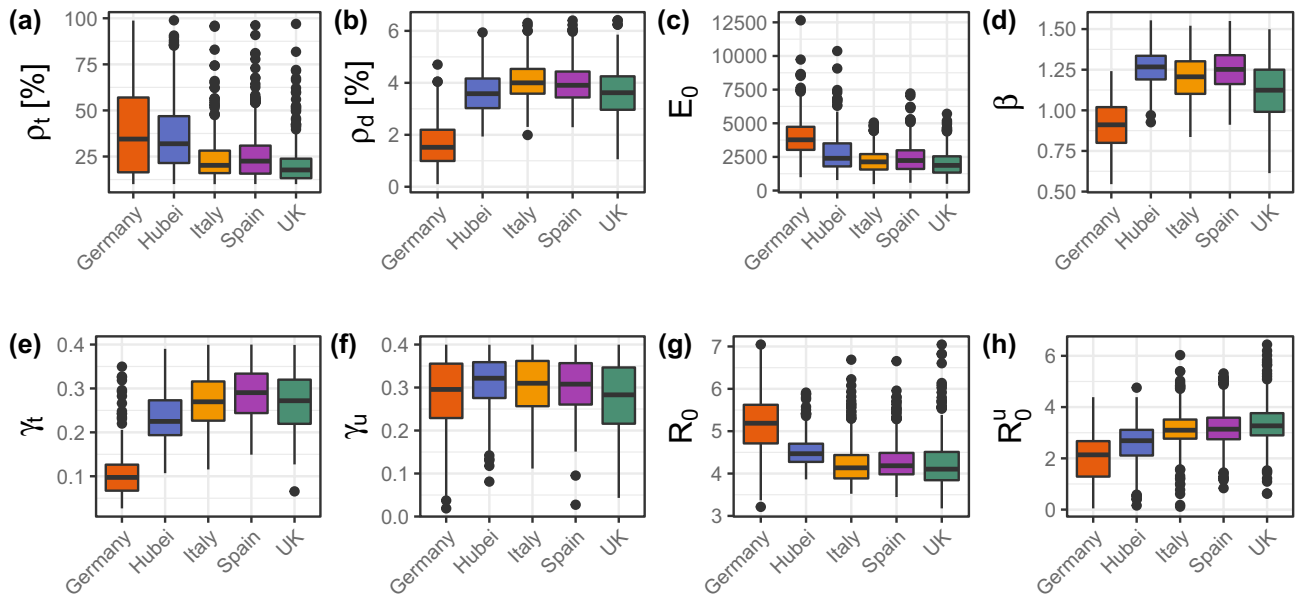 (a)
ρt [%]
100
75
50
25
Germany
Hubei
Italy
Spain
UK
(b)
ρd [%]
6
4
2
0
Germany
Hubei
Italy
Spain
UK
(c)
E0
12500
10000
7500
5000
2500
0
Germany
Hubei
Italy
Spain
UK
(d)
β
1.50
1.25
1.00
0.75
0.50
Germany
Hubei
Italy
Spain
UK
(e)
γt
0.4
0.3
0.2
0.1
Germany
Hubei
Italy
Spain
UK
(f)
γu
0.4
0.3
0.2
0.1
0.0
Germany
Hubei
Italy
Spain
UK
(g)
R0
7
6
5
4
3
Germany
Hubei
Italy
Spain
UK
(h)
R0u
6
4
2
0
Germany
Hubei
Italy
Spain
UK